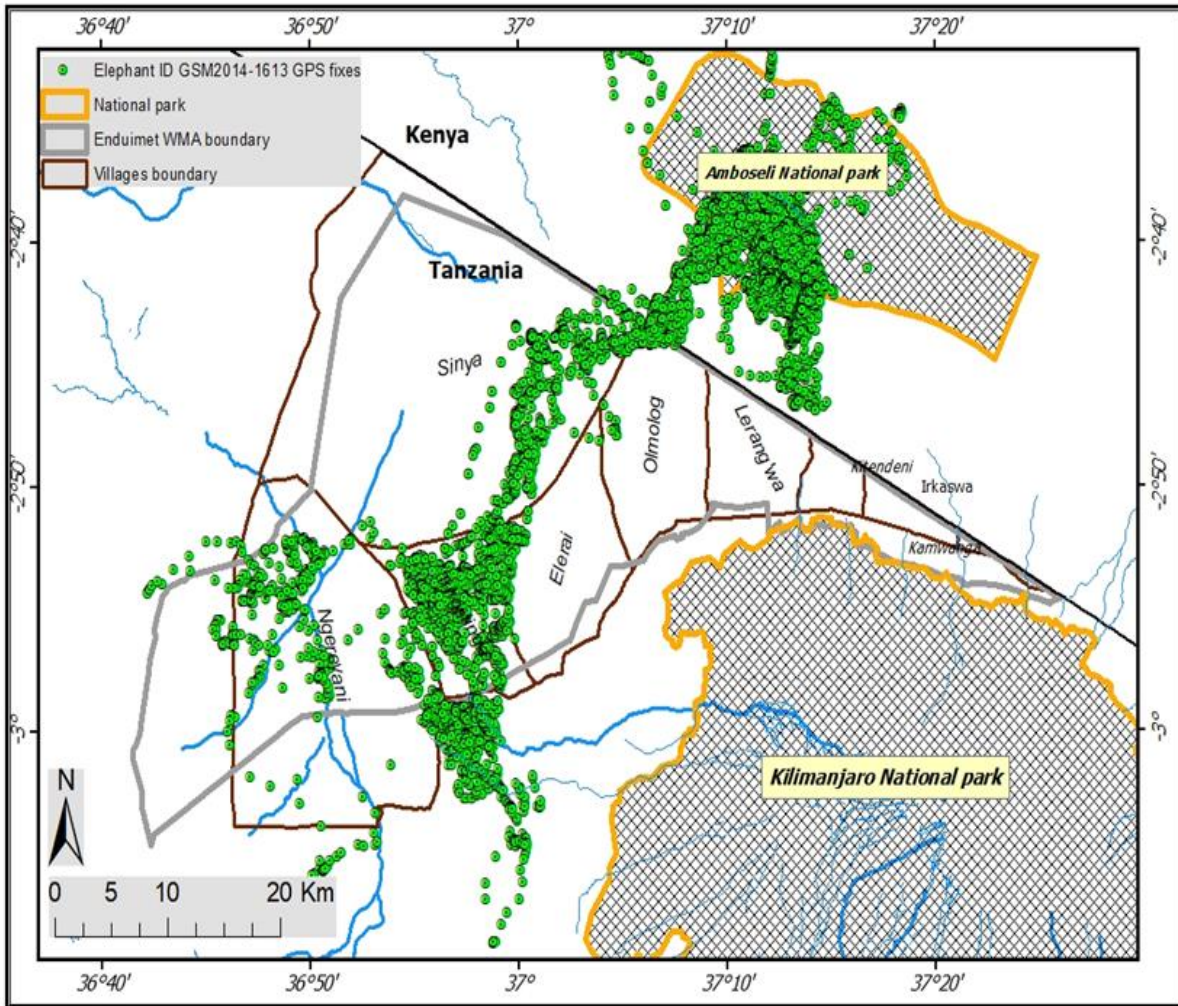 36°40'
36°50'
37°
37°10'
37°20'
Elephant ID GSM2014-1613 GPS fixes
National park
Enduimet WMA boundary
Villages boundary
Kenya
Amboseli National park
-2°40'
-2°40'
Tanzania
Sinya
Olmolog
Lerang'wa
Kitendeni
Irkaswa
-2°50'
-2°50'
Elerai
Kamwanga
Ngereyani
-3°
-3°
Kilimanjaro National park
N
0 5 10 20 Km
36°40'
36°50'
37°
37°10'
37°20'